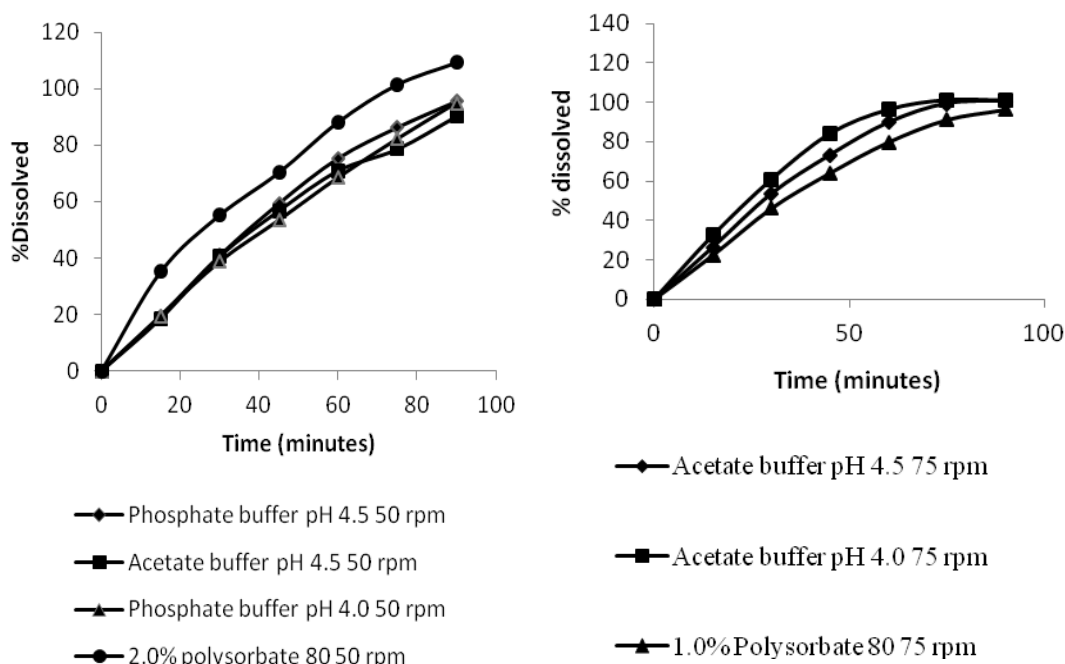 120
100
80
60
40
20
0
%Dissolved
0 20 40 60 80 100
Time (minutes)
Phosphate buffer pH 4.5 50 rpm
Acetate buffer pH 4.5 50 rpm
Phosphate buffer pH 4.0 50 rpm
2.0% polysorbate 80 50 rpm
140
120
100
80
60
40
20
0
% dissolved
0 50 100
Time (minutes)
Acetate buffer pH 4.5 75 rpm
Acetate buffer pH 4.0 75 rpm
1.0% Polysorbate 80 75 rpm